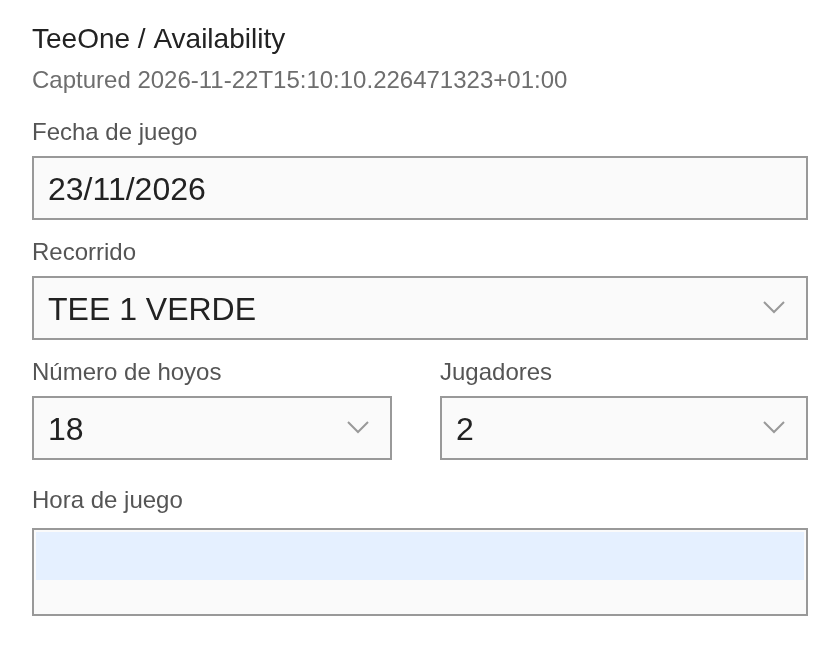 TeeOne / Availability
Captured 2026-11-22T15:10:10.226471323+01:00
Fecha de juego
23/11/2026
Recorrido
TEE 1 VERDE
Número de hoyos
Jugadores
18
2
Hora de juego